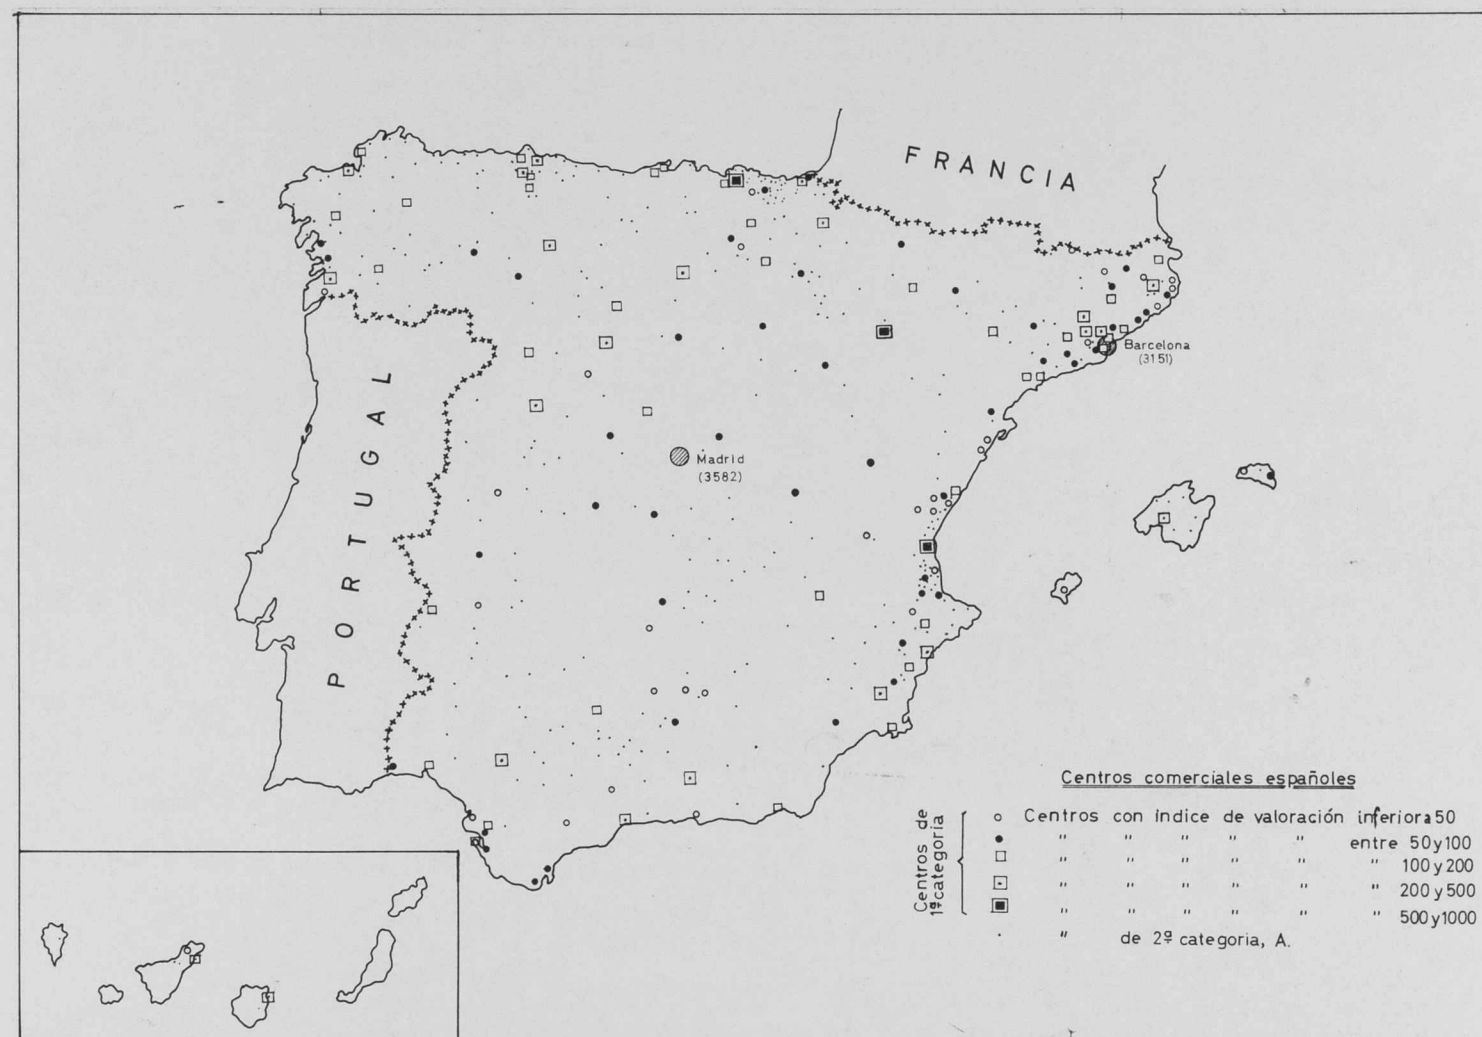 FRANCIA
PORTUGAL
Barcelona
(3151)
Madrid
(3582)
Centros comerciales españoles
Centros de
1ª categoria
Centros con indice de valoración inferior a 50
" " " " " entre 50 y 100
" " " " " " 100 y 200
" " " " " " 200 y 500
" " " " " " 500 y 1000
" de 2ª categoria, A.